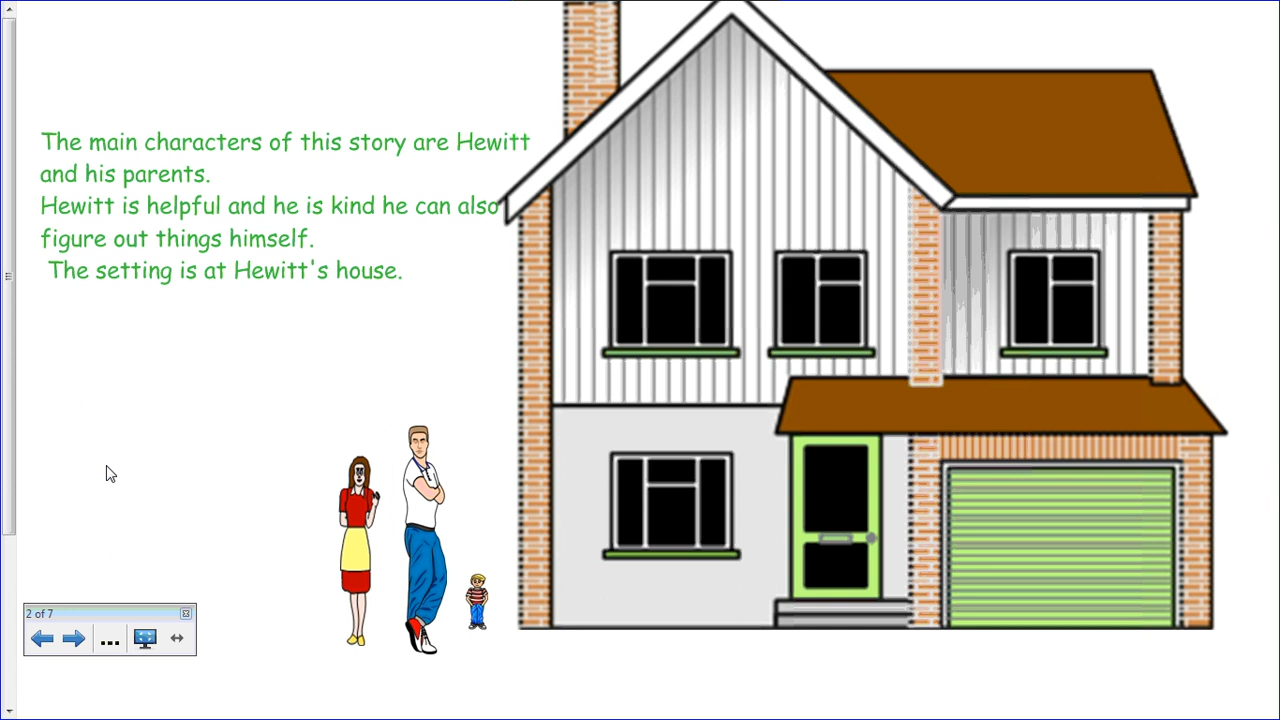 The main characters of this story are Hewitt
and his parents.
Hewitt is helpful and he is kind he can also
figure out things himself.
The setting is at Hewitt's house.
2 of 7